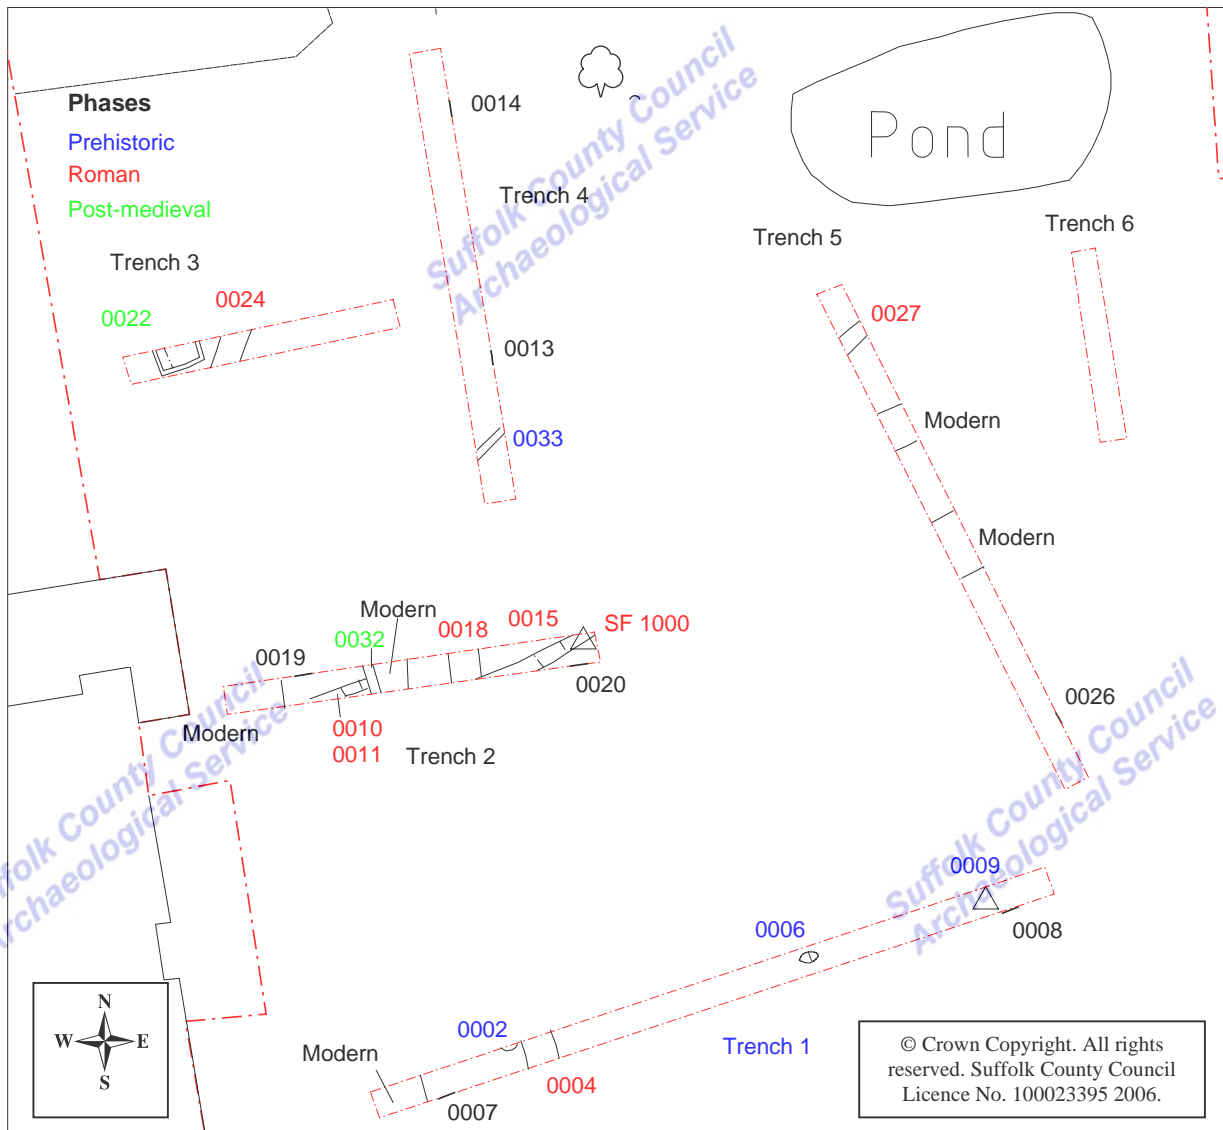 Phases
Prehistoric
Roman
Post-medieval
0014
Pond
Trench 4
Trench 5
Trench 6
Trench 3
0024
0022
0027
0013
Modern
0033
Modern
Modern
0018
0015
SF 1000
0032
0019
0020
0010
0011
Modern
Trench 2
0026
0009
0006
0008
0002
Trench 1
Modern
0004
0007
N
W
E
S
© Crown Copyright. All rights
reserved. Suffolk County Council
Licence No. 100023395 2006.
Suffolk County Council
Archaeological Service
Suffolk County Council
Archaeological Service
Suffolk County Council
Archaeological Service